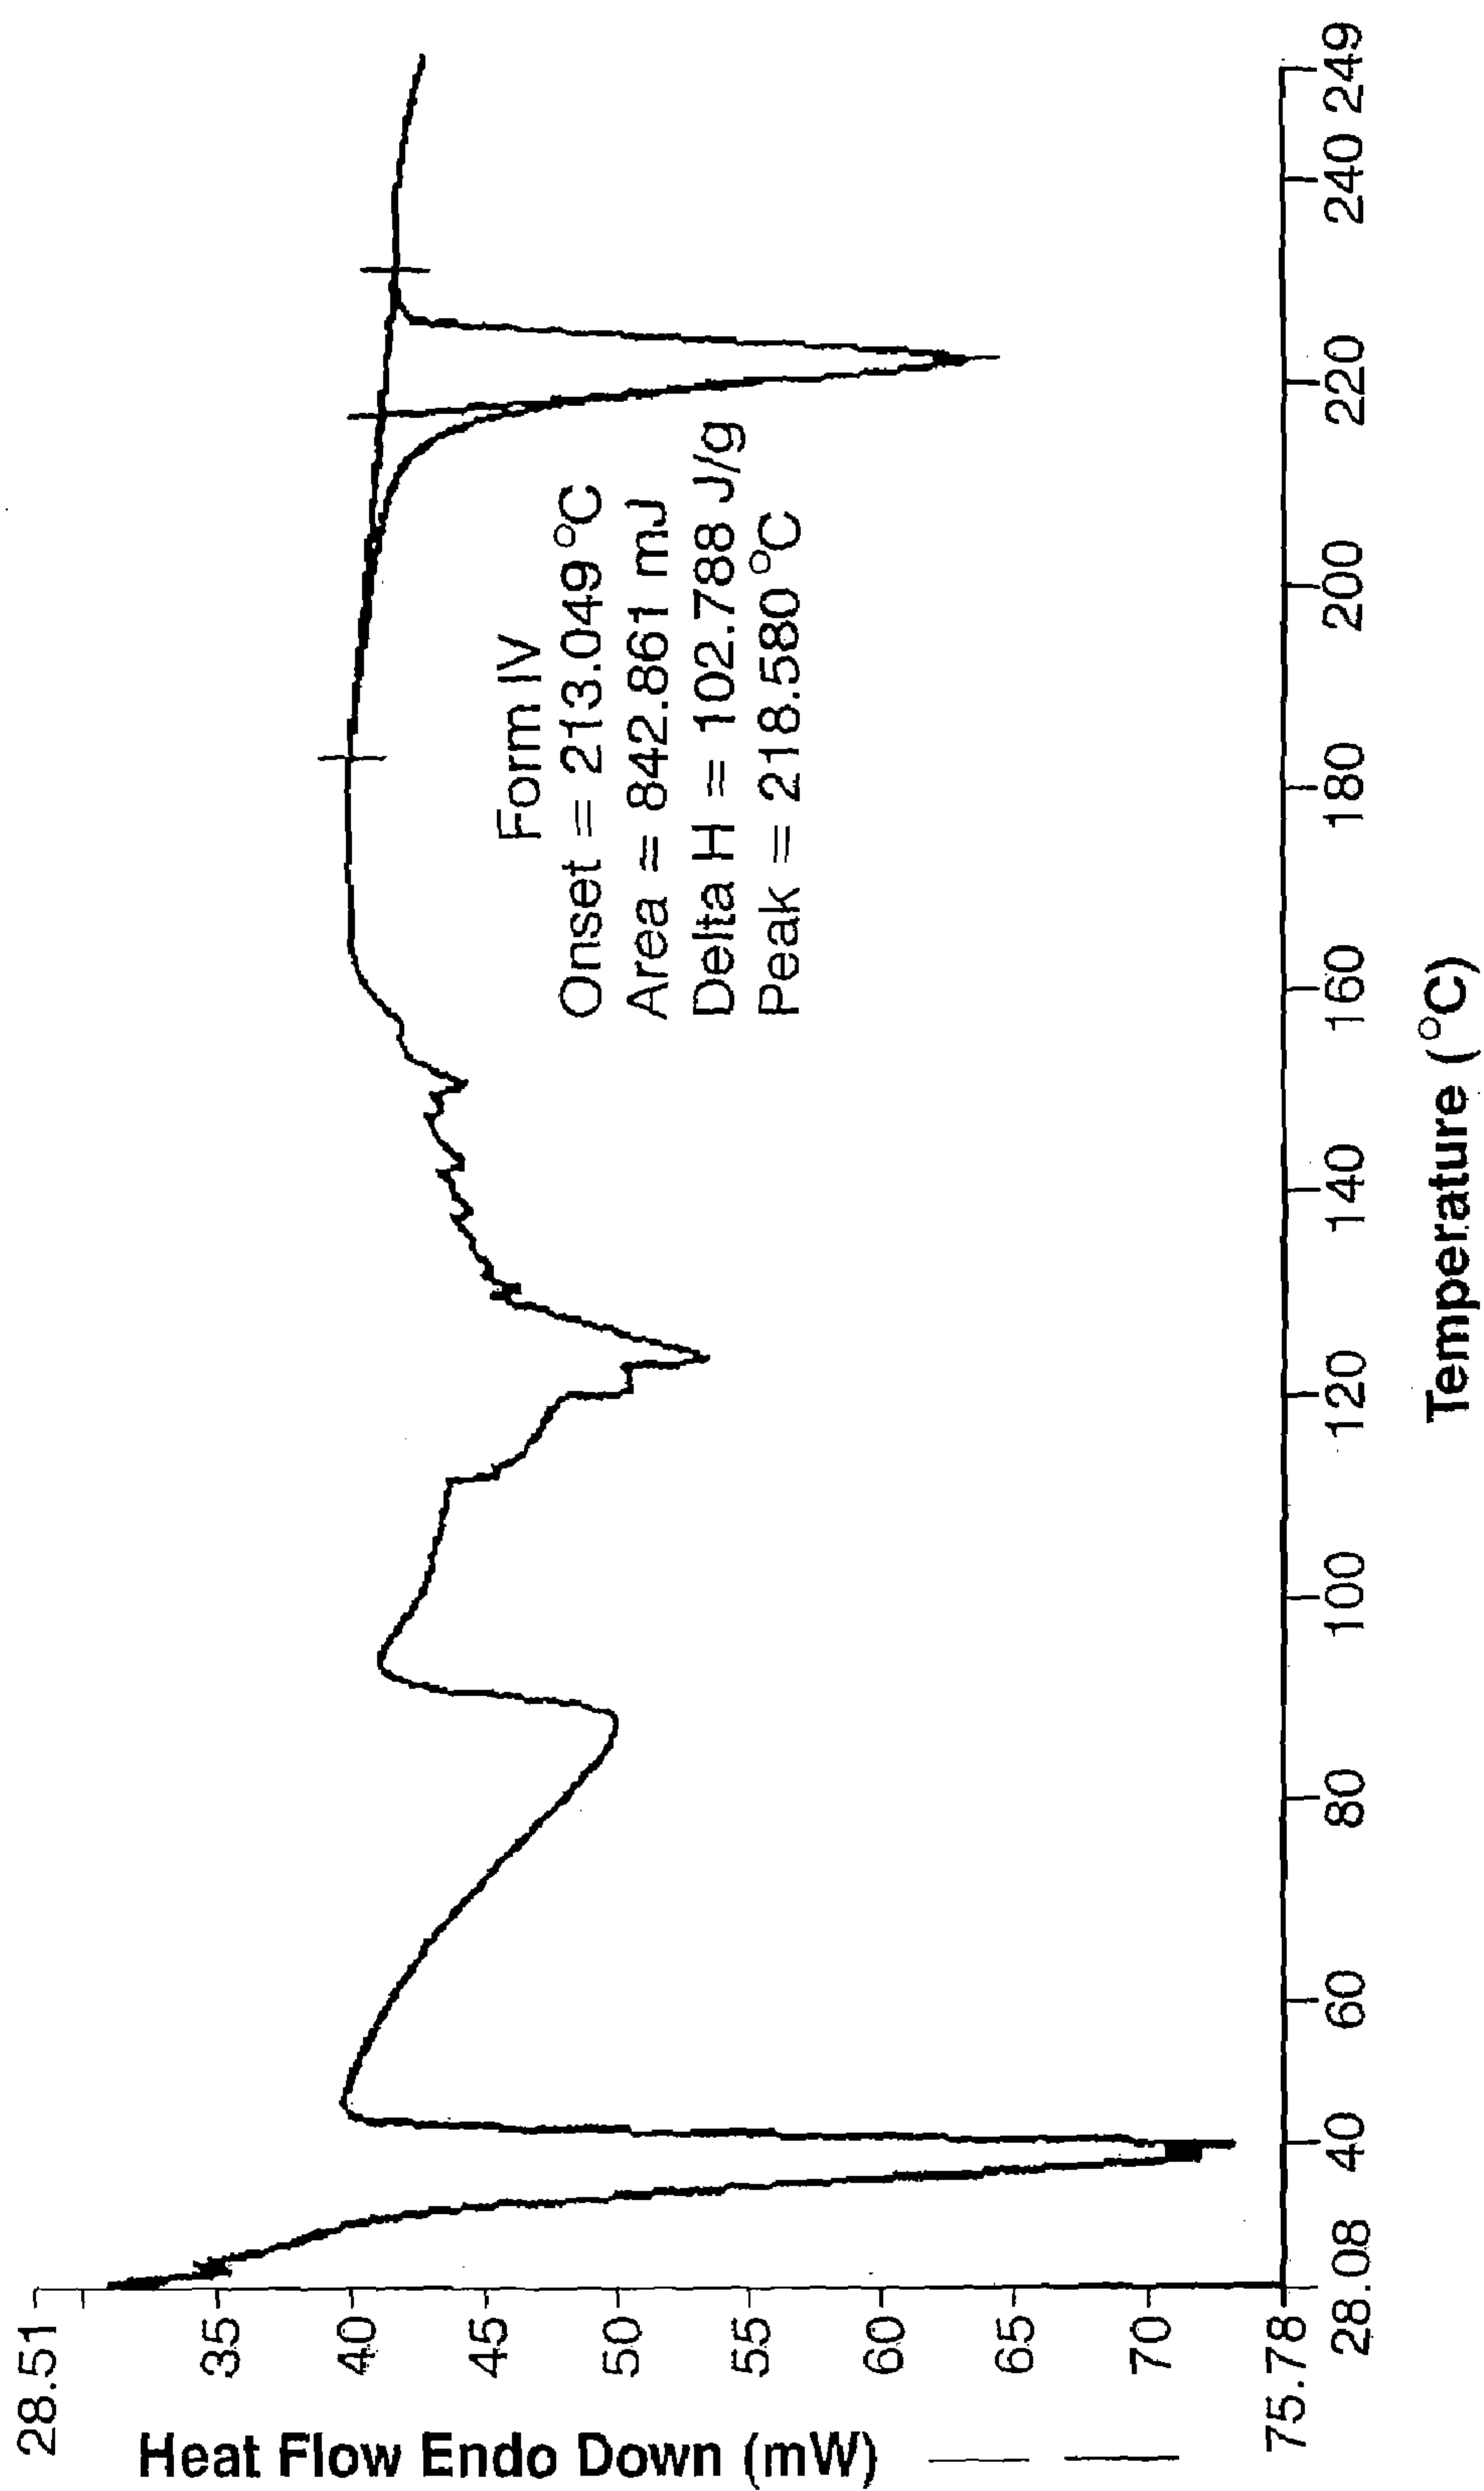 28.51
35
40
45
50
55
60
65
70
75.78
Heat Flow Endo Down (mW)
Form IV
Onset = 213.049 °C
Area = 842.861 mJ
Delta H = 102.788 J/g
Peak = 218.580 °C
28.08 40 60 80 100 120 140 160 180 200 220 240 249
Temperature (°C)